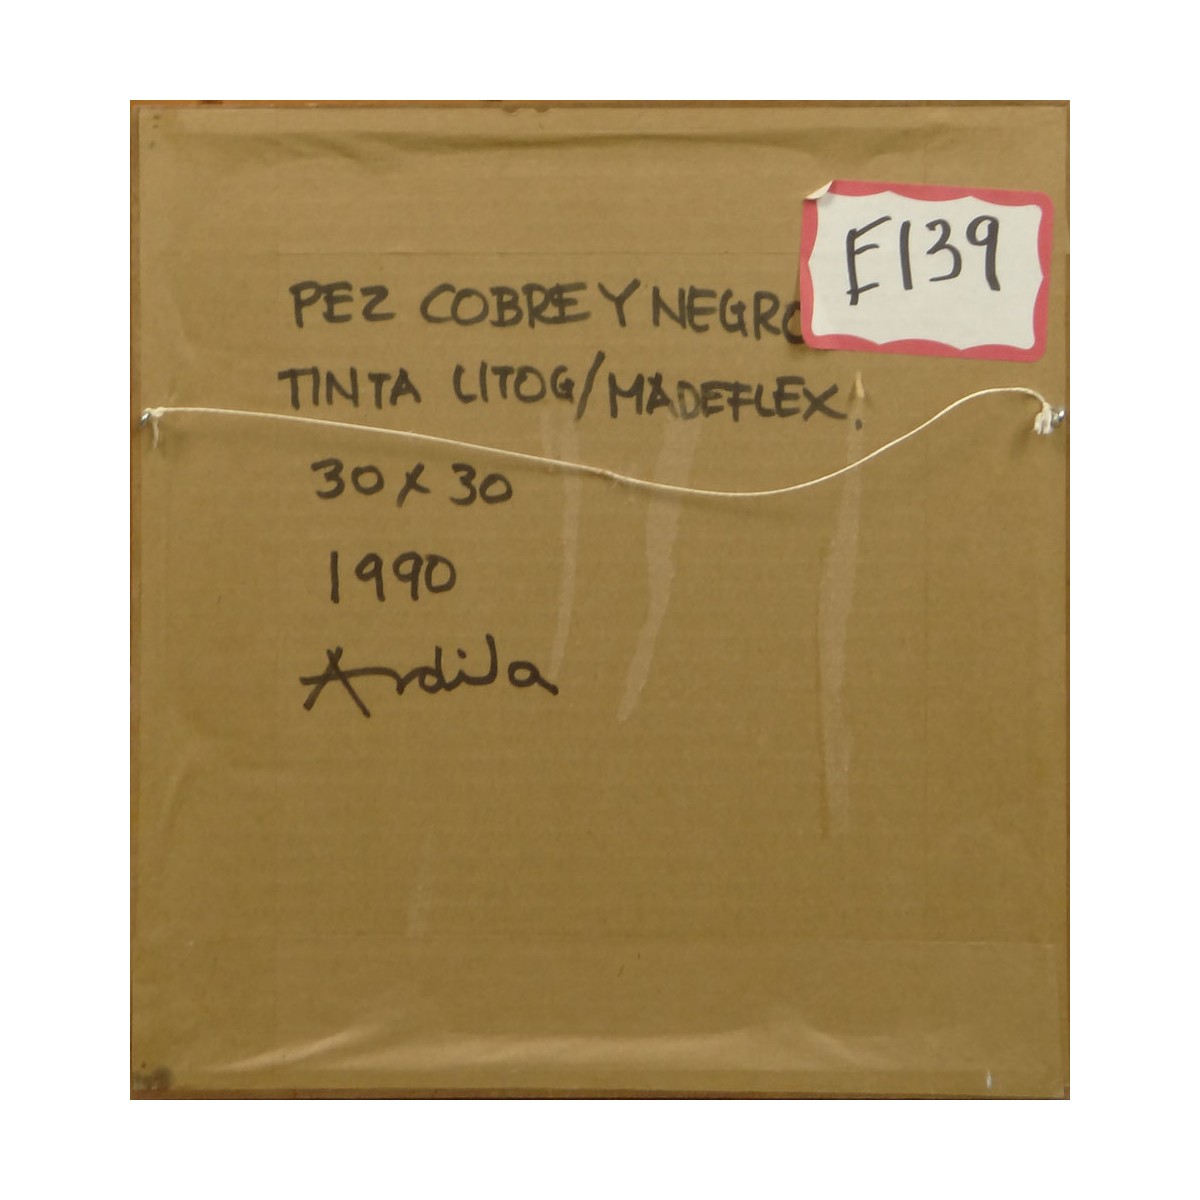 E139
PEZ COBRE Y NEGRO
TINTA LITOG/MADEFLEX.
30 x 30
1990
Ardila